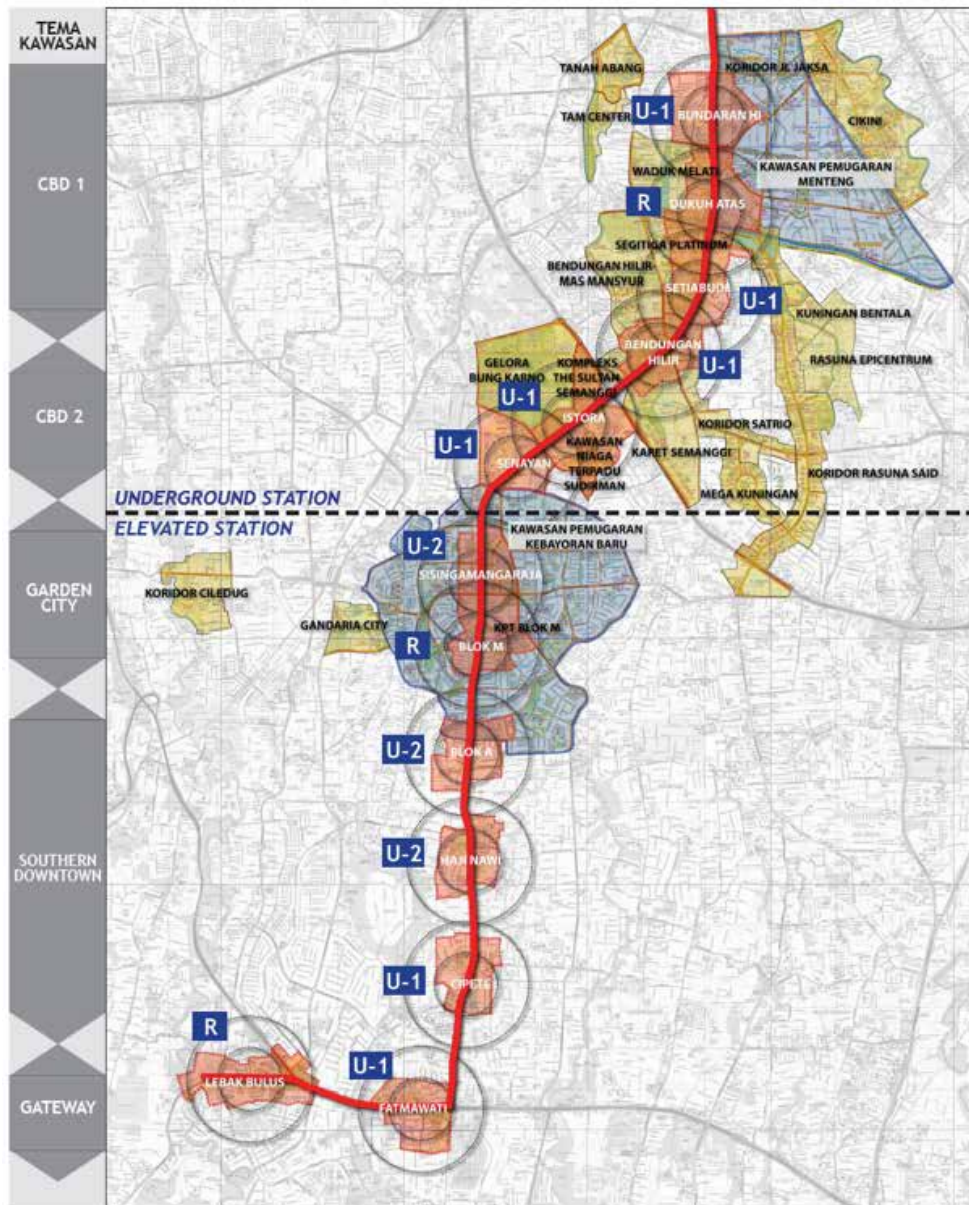 TEMA
KAWASAN
CBD 1
CBD 2
GARDEN
CITY
SOUTHERN
DOWNTOWN
GATEWAY
TANAH ABANG
KORIDOR JL JAKSA
U-1
TAM CENTER
BUNDARAN HI
CIKINI
WADUK MELATI
KAWASAN PEMUGARAN
MENTENG
R
DUKUH ATAS
SEGITIGA PLATINUM
BENDUNGAN HILIR-
MAS MANSYUR
SETIABUDI
U-1
KUNINGAN BENTALA
BENDUNGAN
HILIR
U-1
RASUNA EPICENTRUM
GELORA
BUNG KARNO
KOMPLEKS
THE SULTAN
SEMANGGI
U-1
ISTORA
KORIDOR SATRIO
U-1
SENAYAN
KAWASAN
NIAGA
TERPADU
SUDIRMAN
KARET SEMANGGI
KORIDOR RASUNA SAID
MEGA KUNINGAN
UNDERGROUND STATION
ELEVATED STATION
KAWASAN PEMUGARAN
KEBAYORAN BARU
U-2
SISINGAMANGARAJA
KORIDOR CILEDUG
GANDARIA CITY
KPT BLOK M
R
BLOK M
U-2
BLOK A
U-2
HAJI NAWI
U-1
CIPETE
R
LEBAK BULUS
U-1
FATMAWATI